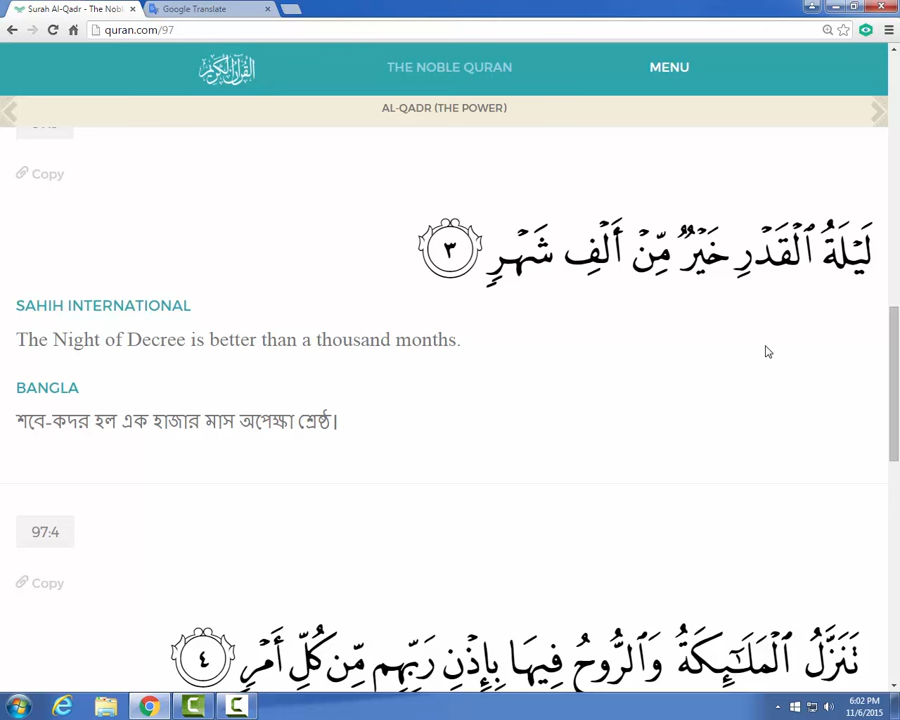 Surah Al-Qadr - The Nobl
Google Translate
quran.com/97
القرآن الكريم
THE NOBLE QURAN
MENU
AL-QADR (THE POWER)
Copy
لَيْلَةُ ٱلْقَدْرِ خَيْرٌ مِّنْ أَلْفِ شَهْرٍ ٣
SAHIH INTERNATIONAL
The Night of Decree is better than a thousand months.
BANGLA
শবে-কদর হল এক হাজার মাস অপেক্ষা শ্রেষ্ঠ।
97:4
Copy
تَنَزَّلُ ٱلْمَلَـٰٓئِكَةُ وَٱلرُّوحُ فِيهَا بِإِذْنِ رَبِّهِم مِّن كُلِّ أَمْرٍ ٤
6:02 PM
11/6/2015